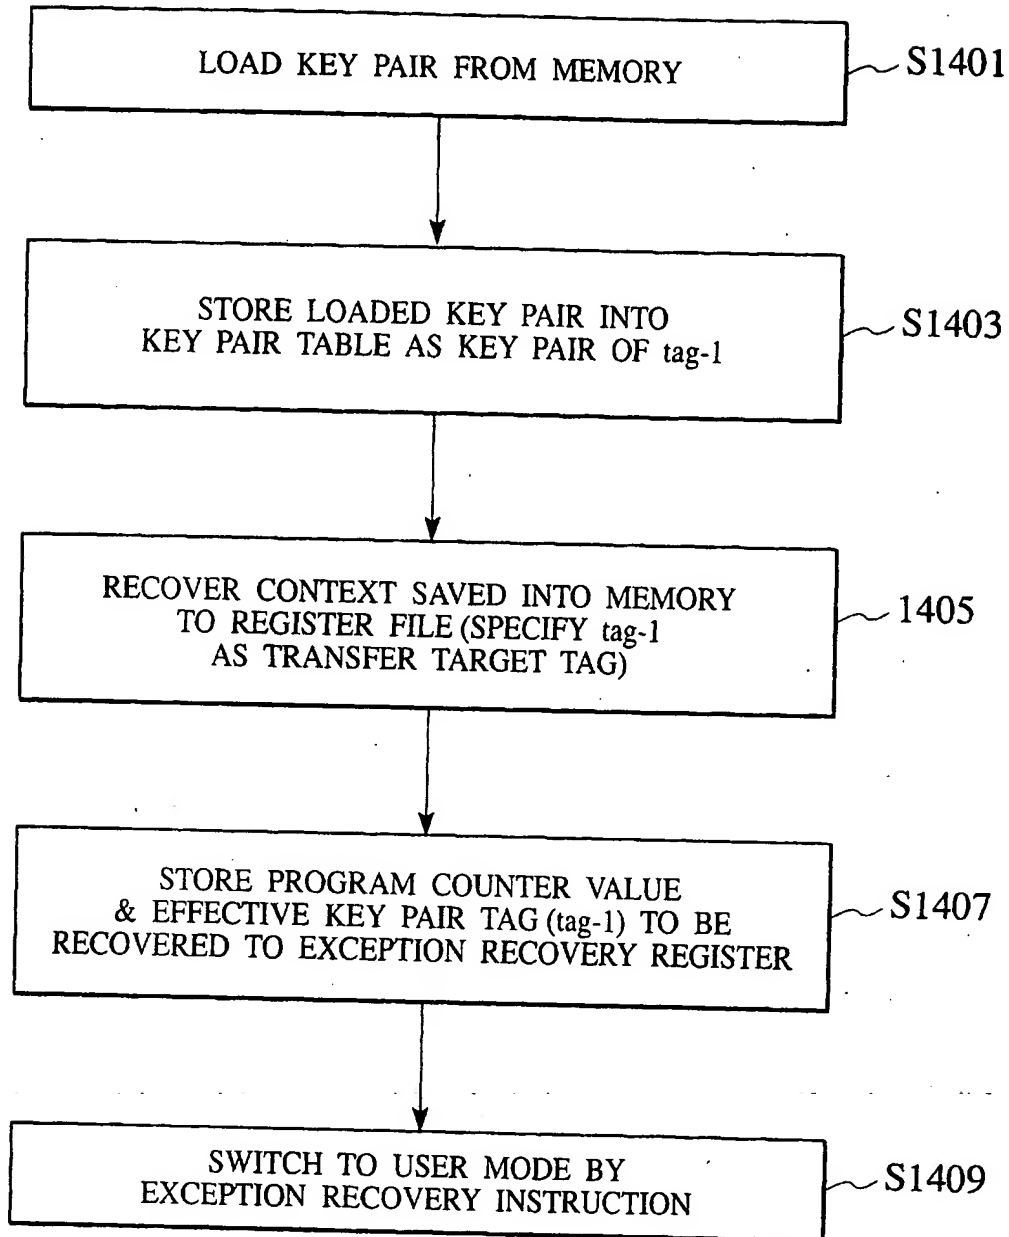 LOAD KEY PAIR FROM MEMORY
S1401
STORE LOADED KEY PAIR INTO
KEY PAIR TABLE AS KEY PAIR OF tag-1
S1403
RECOVER CONTEXT SAVED INTO MEMORY
TO REGISTER FILE (SPECIFY tag-1
AS TRANSFER TARGET TAG)
1405
STORE PROGRAM COUNTER VALUE
& EFFECTIVE KEY PAIR TAG (tag-1) TO BE
RECOVERED TO EXCEPTION RECOVERY REGISTER
S1407
SWITCH TO USER MODE BY
EXCEPTION RECOVERY INSTRUCTION
S1409